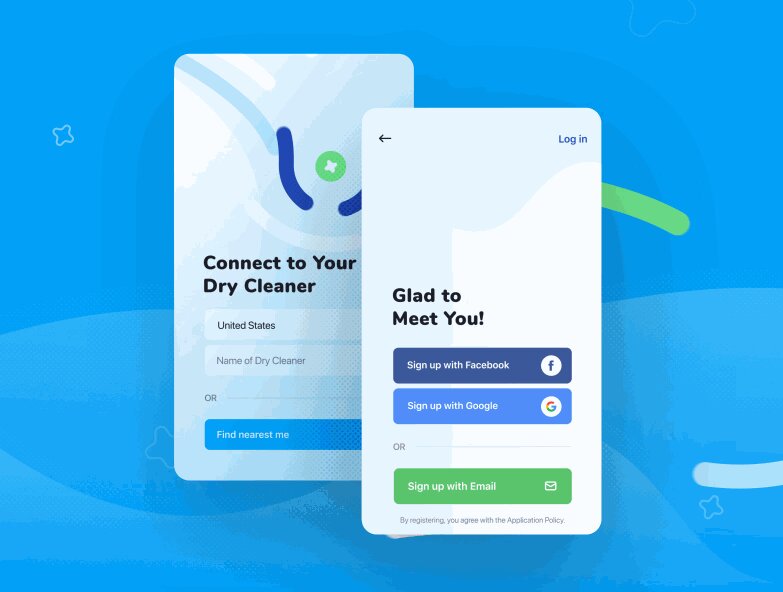 Connect to Your
Dry Cleaner
United States
Name of Dry Cleaner
OR
Find nearest me
Log in
Glad to
Meet You!
Sign up with Facebook
Sign up with Google
OR
Sign up with Email
By registering, you agree with the Application Policy.